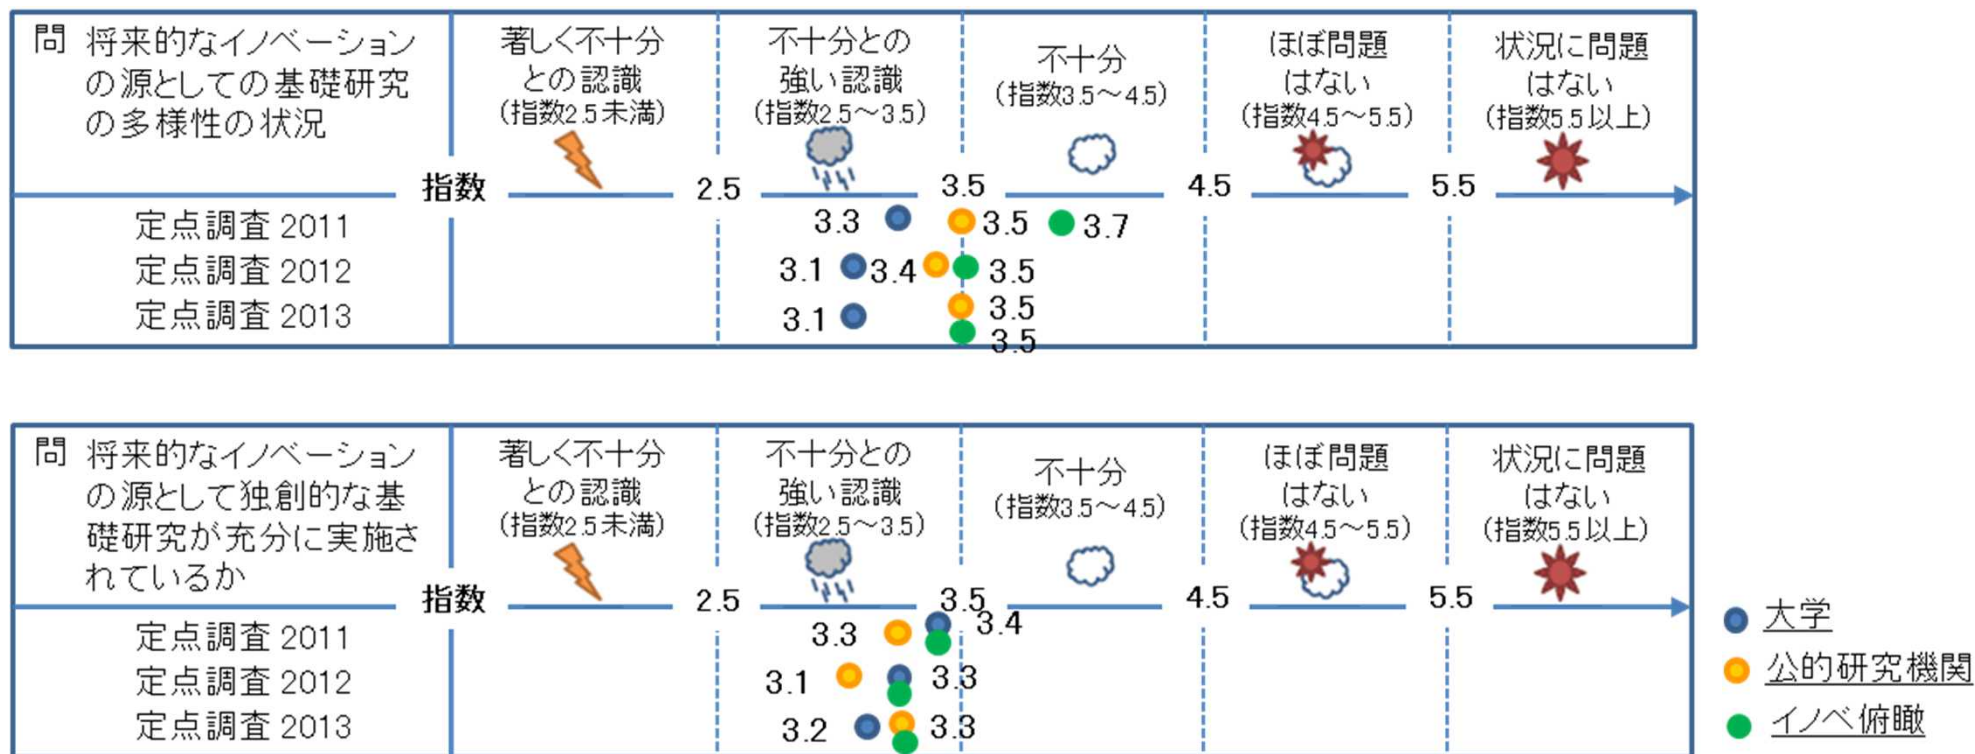 問 将来的なイノベーション
の源としての基礎研究
の多様性の状況
著しく不十分
との認識
(指数2.5未満)
不十分との
強い認識
(指数2.5～3.5)
不十分
(指数3.5～4.5)
ほぼ問題
はない
(指数4.5～5.5)
状況に問題
はない
(指数5.5以上)
指数 2.5 3.5 4.5 5.5
定点調査 2011 3.3 3.5 3.7
定点調査 2012 3.1 3.4 3.5
定点調査 2013 3.1 3.5
3.5
問 将来的なイノベーション
の源として独創的な基
礎研究が充分に実施さ
れているか
著しく不十分
との認識
(指数2.5未満)
不十分との
強い認識
(指数2.5～3.5)
不十分
(指数3.5～4.5)
ほぼ問題
はない
(指数4.5～5.5)
状況に問題
はない
(指数5.5以上)
指数 2.5 3.5 4.5 5.5
定点調査 2011 3.3 3.4
定点調査 2012 3.1 3.3
定点調査 2013 3.2 3.3
大学
公的研究機関
イノベ俯瞰